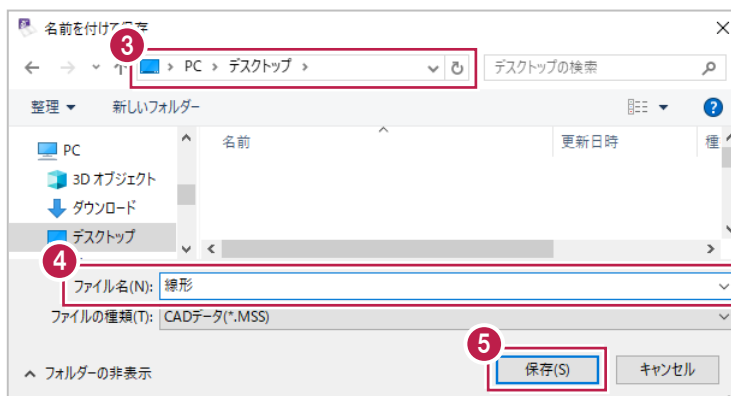 名前を付けて保存
3
PC › デスクトップ ›
デスクトップの検索
整理
新しいフォルダー
名前
更新日時
種
PC
3D オブジェクト
ダウンロード
デスクトップ
4
ファイル名(N): 線形
ファイルの種類(T): CADデータ(*.MSS)
5
フォルダーの非表示
保存(S)
キャンセル